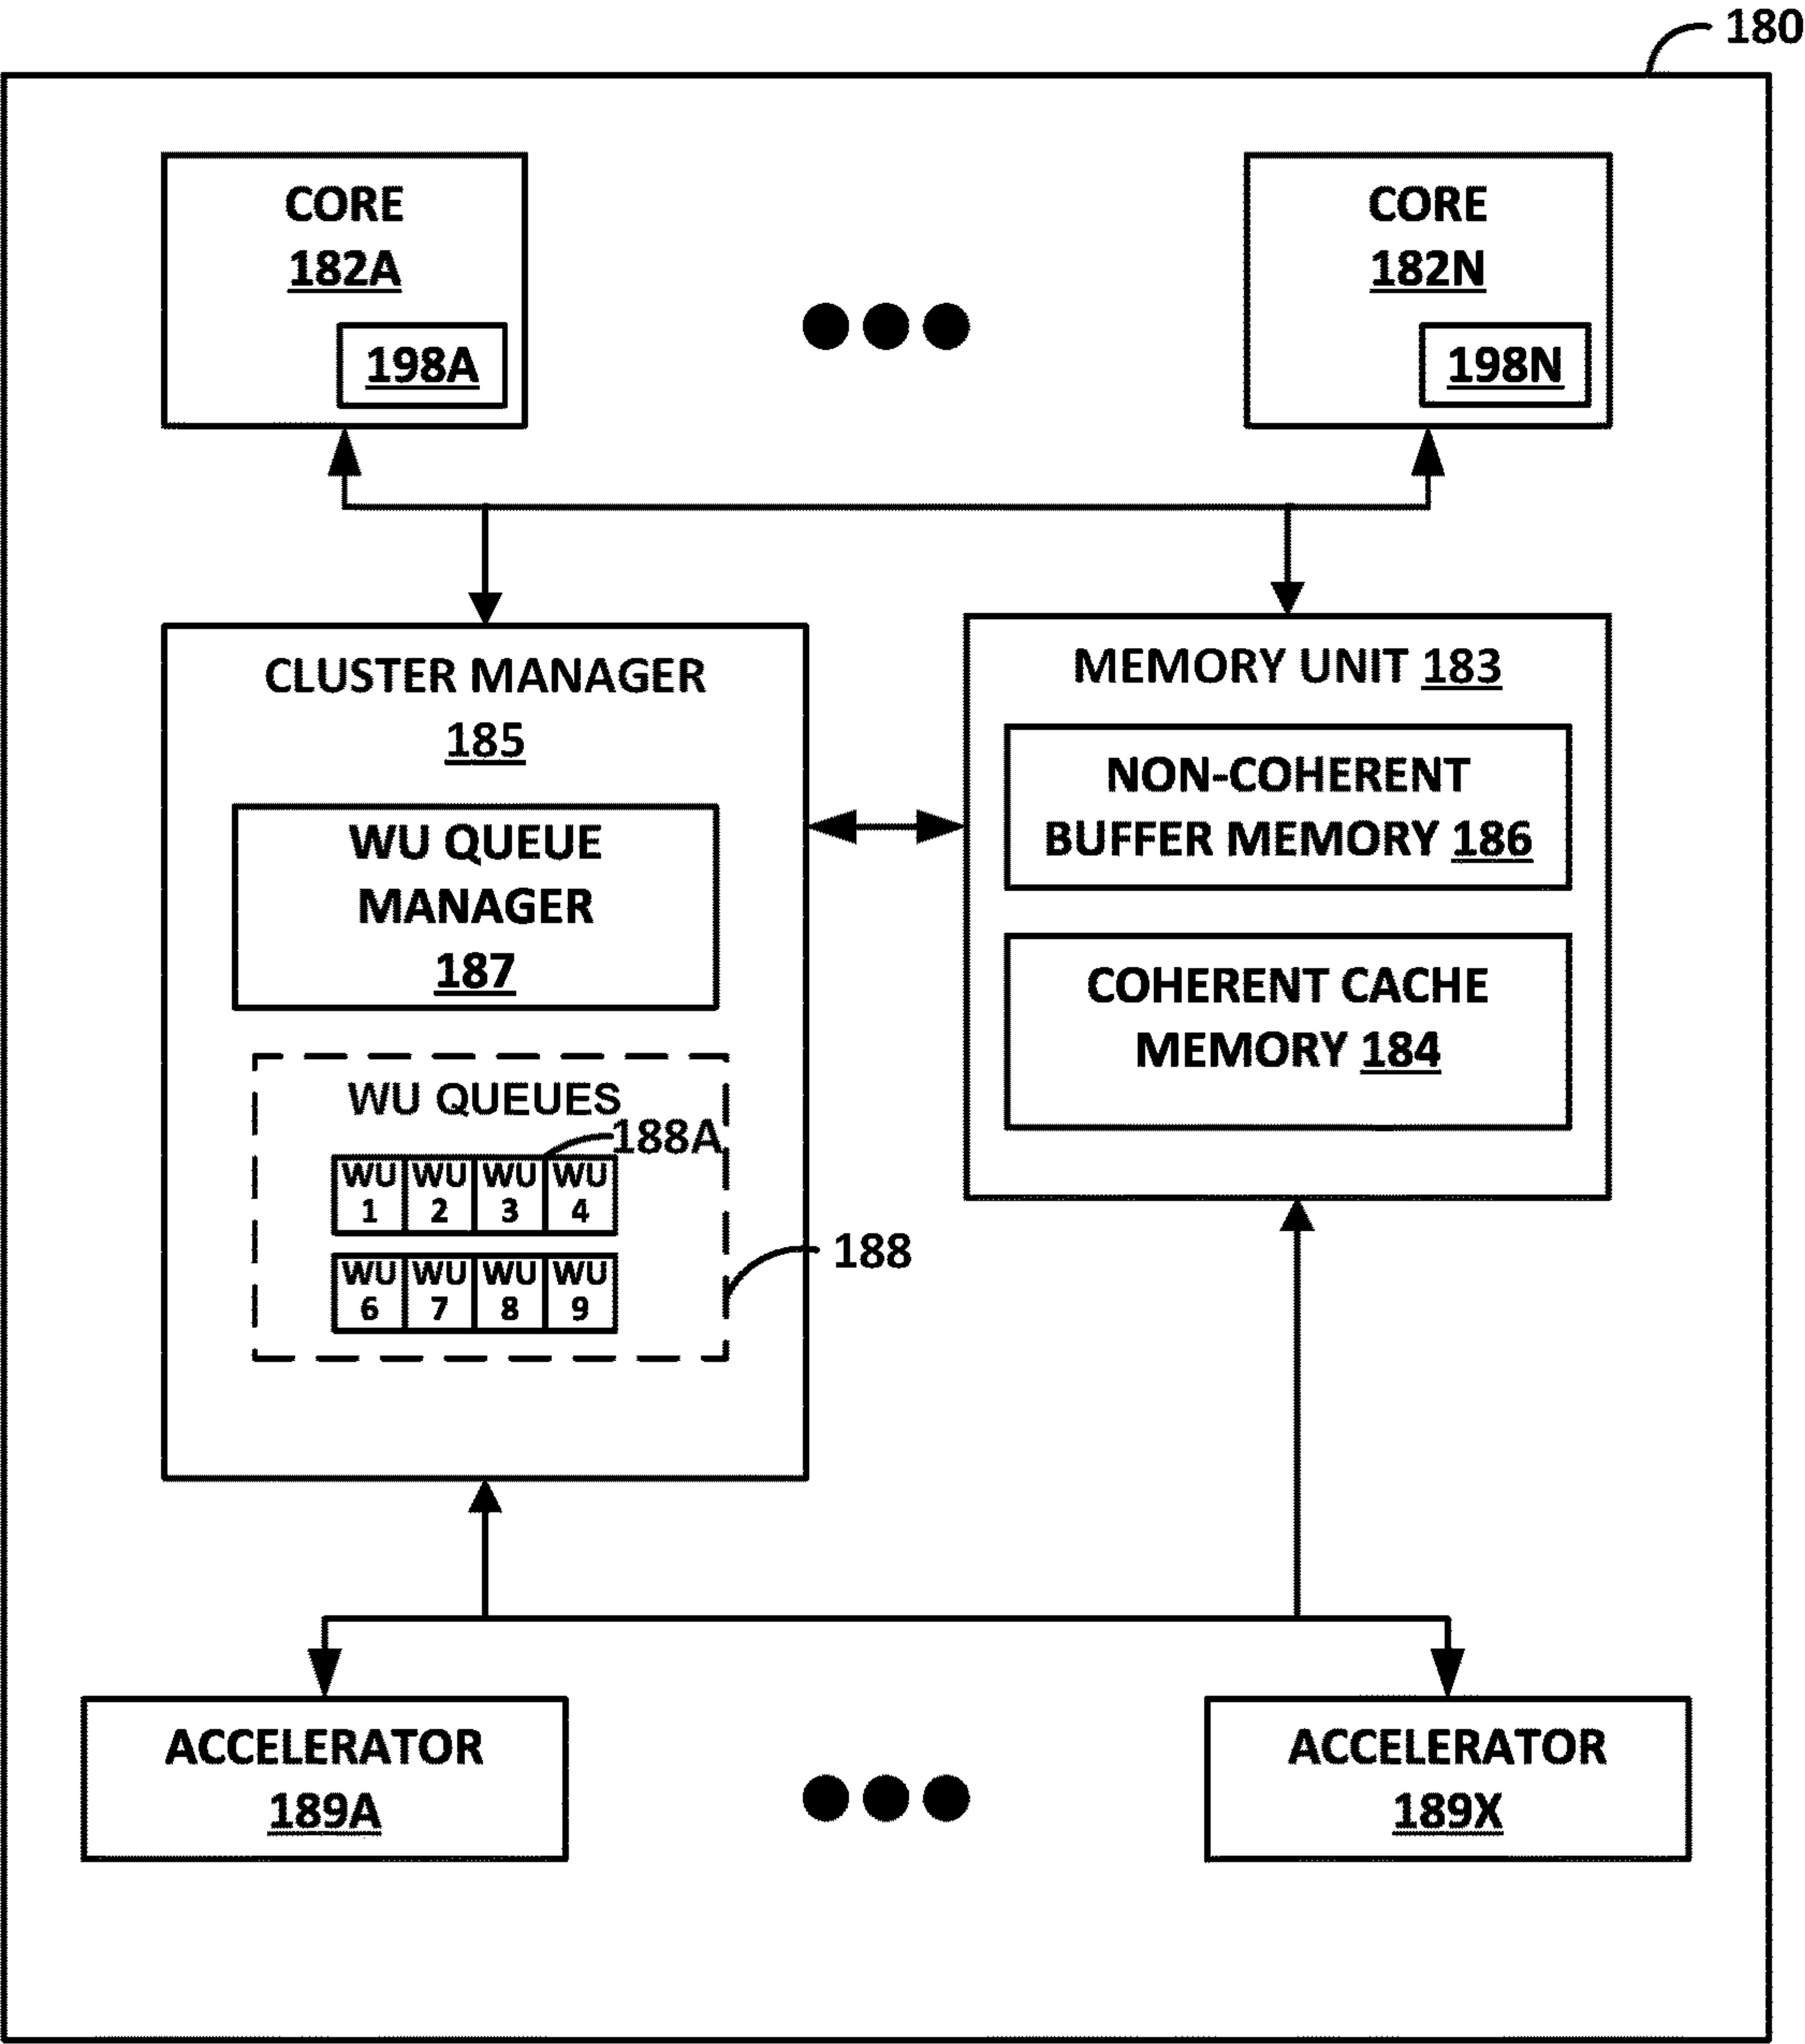 180
CORE
182A
198A
CORE
182N
198N
CLUSTER MANAGER
185
WU QUEUE
MANAGER
187
WU QUEUES
188A
WU WU WU WU
1 2 3 4
WU WU WU WU
6 7 8 9
188
MEMORY UNIT 183
NON-COHERENT
BUFFER MEMORY 186
COHERENT CACHE
MEMORY 184
ACCELERATOR
189A
ACCELERATOR
189X